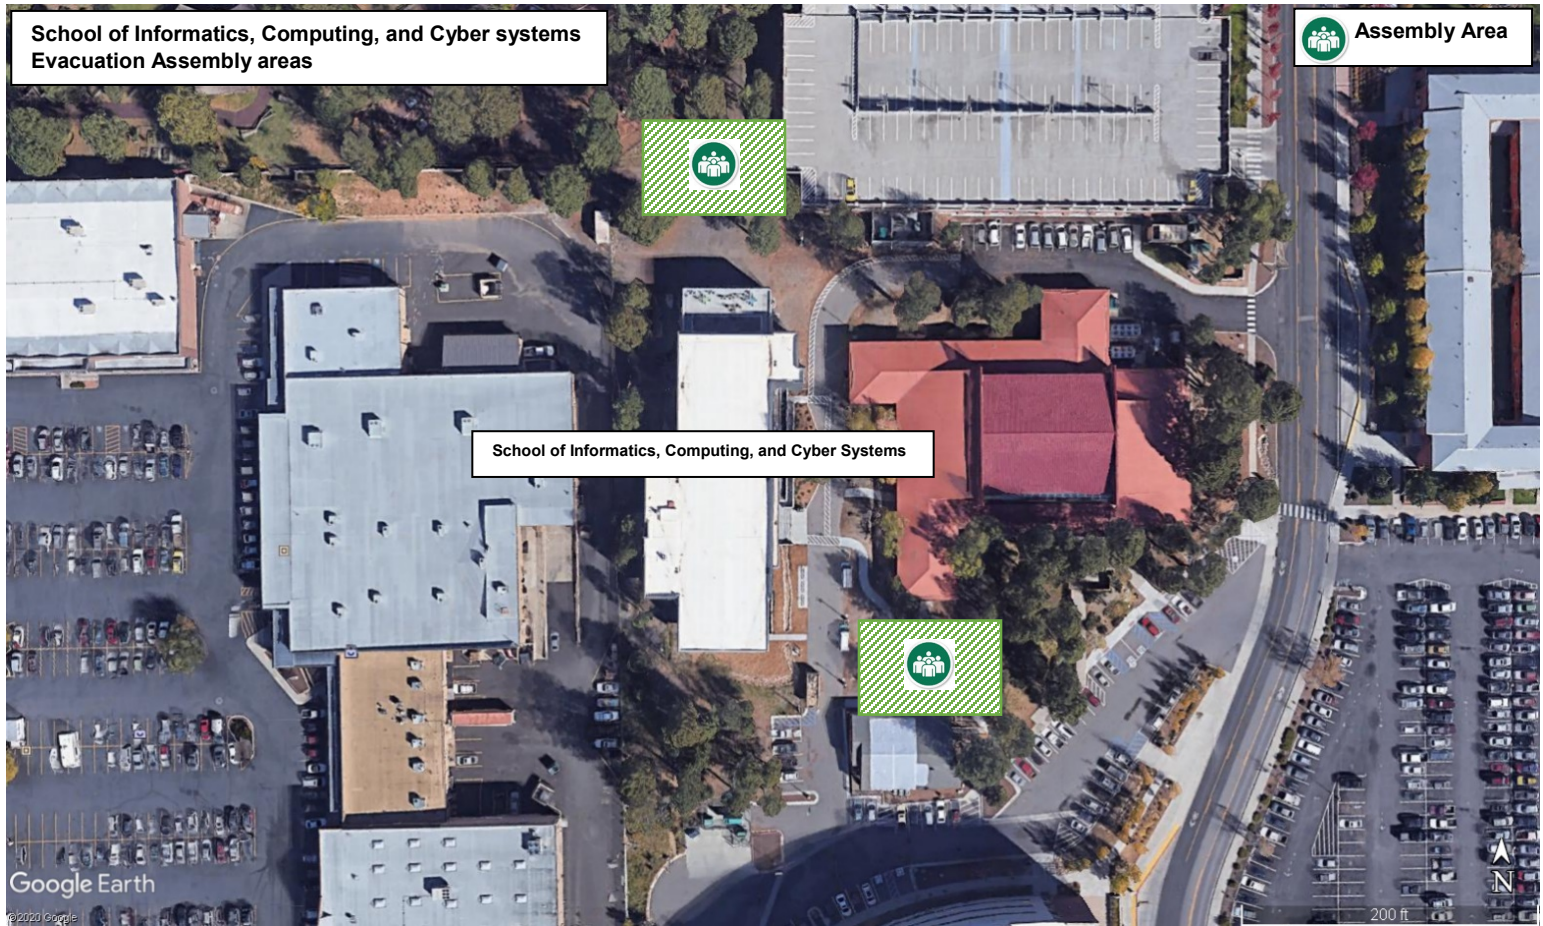 School of Informatics, Computing, and Cyber systems
Evacuation Assembly areas
Assembly Area
School of Informatics, Computing, and Cyber Systems
Google Earth
©2020 Google
N
200 ft